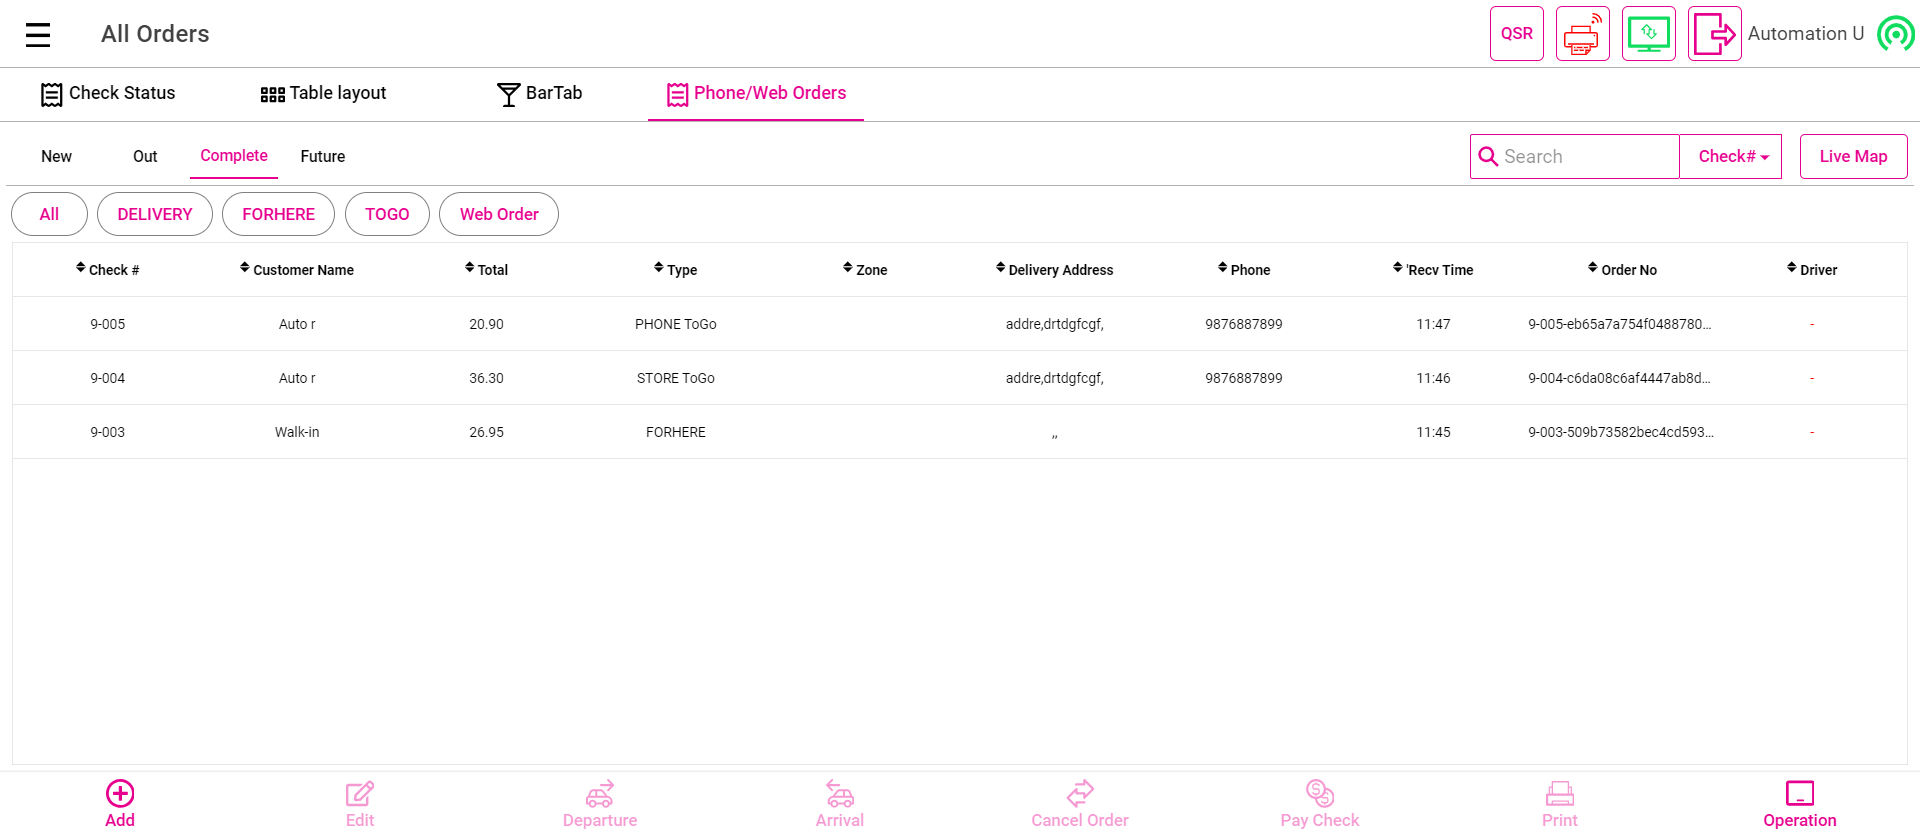 All Orders
QSR
Automation U
Check Status
Table layout
BarTab
Phone/Web Orders
New
Out
Complete
Future
Search
Check#
Live Map
All
DELIVERY
FORHERE
TOGO
Web Order
Check # Customer Name Total Type Zone Delivery Address Phone 'Recv Time Order No Driver
9-005 Auto r 20.90 PHONE ToGo addre,drtdgfcgf, 9876887899 11:47 9-005-eb65a7a754f0488780... -
9-004 Auto r 36.30 STORE ToGo addre,drtdgfcgf, 9876887899 11:46 9-004-c6da08c6af4447ab8d... -
9-003 Walk-in 26.95 FORHERE ,, 11:45 9-003-509b73582bec4cd593... -
Add
Edit
Departure
Arrival
Cancel Order
Pay Check
Print
Operation